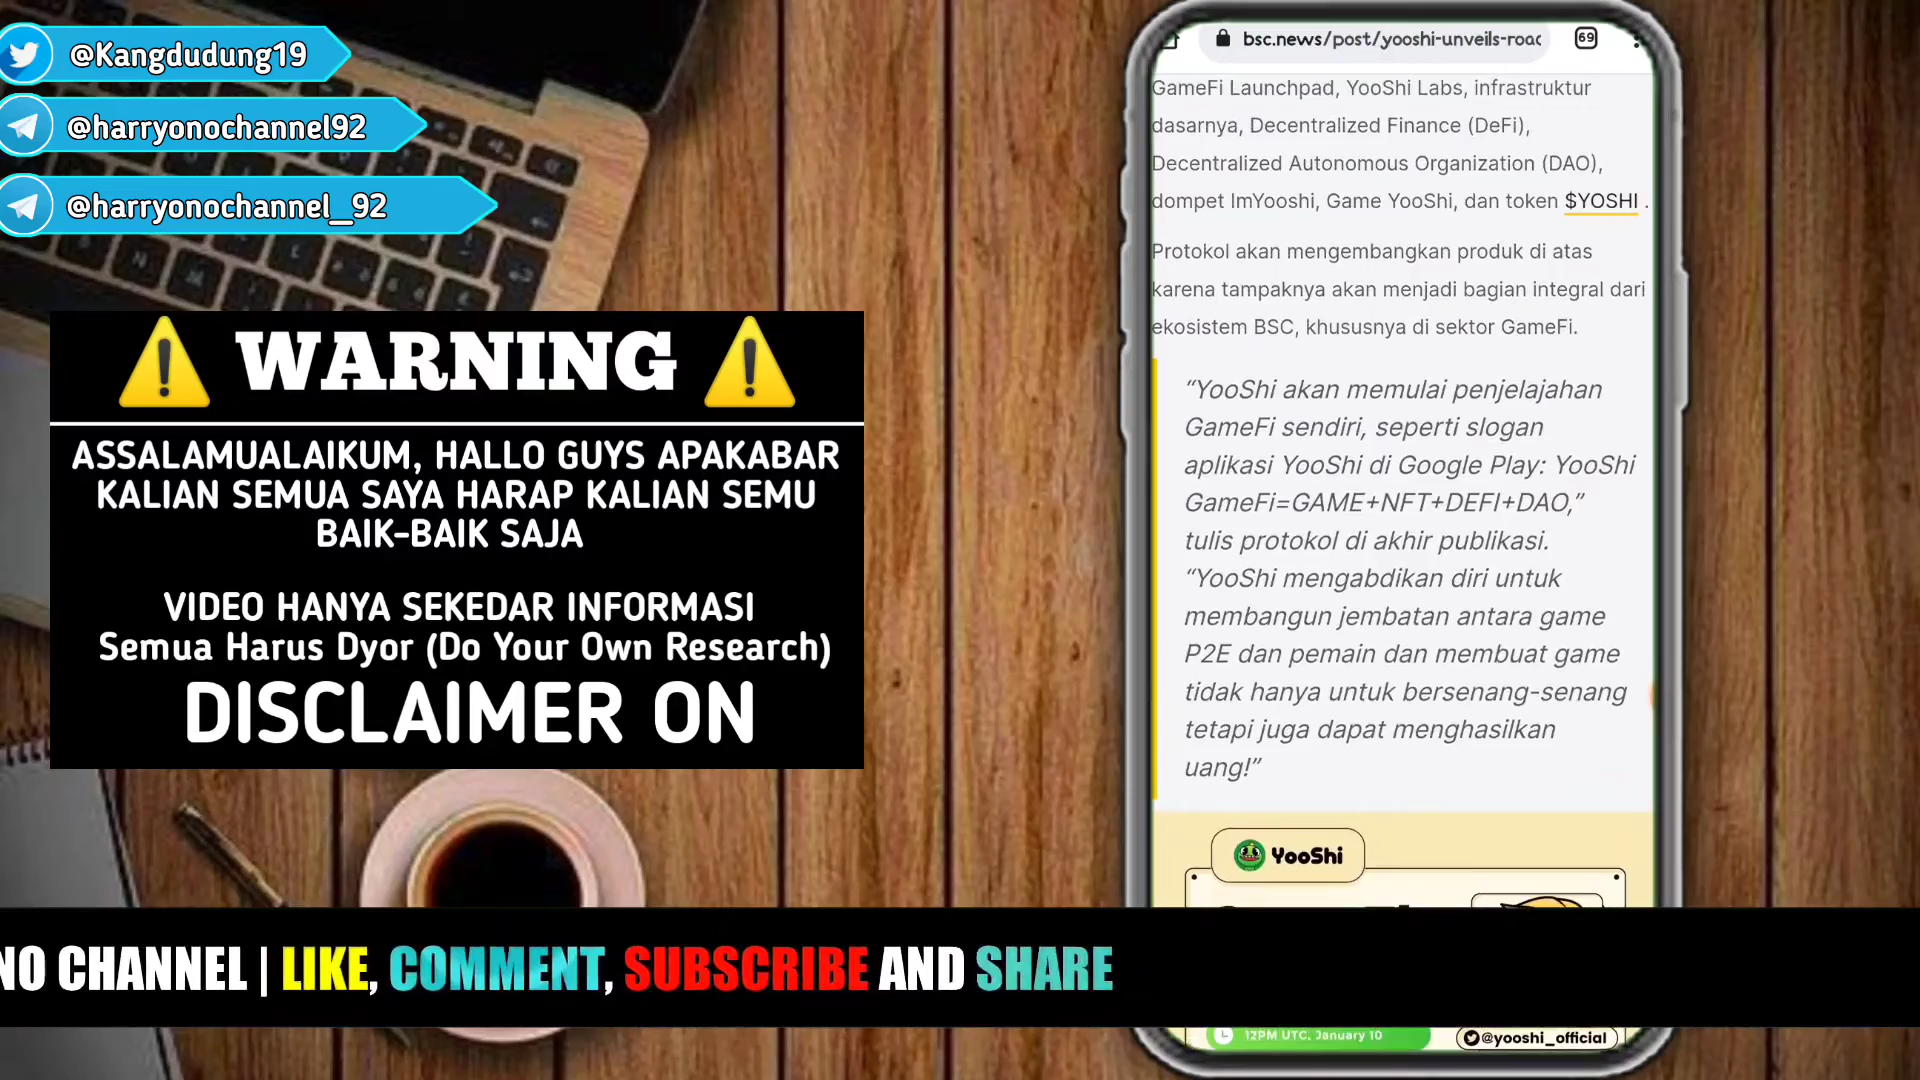 @Kangdudung19
@harryonochannel92
@harryonochannel_92
WARNING
ASSALAMUALAIKUM, HALLO GUYS APAKABAR
KALIAN SEMUA SAYA HARAP KALIAN SEMU
BAIK-BAIK SAJA
VIDEO HANYA SEKEDAR INFORMASI
Semua Harus Dyor (Do Your Own Research)
DISCLAIMER ON
bsc.news/post/yooshi-unveils-roac
69
GameFi Launchpad, YooShi Labs, infrastruktur
dasarnya, Decentralized Finance (DeFi),
Decentralized Autonomous Organization (DAO),
dompet ImYooshi, Game YooShi, dan token $YOSHI .
Protokol akan mengembangkan produk di atas
karena tampaknya akan menjadi bagian integral dari
ekosistem BSC, khususnya di sektor GameFi.
“YooShi akan memulai penjelajahan
GameFi sendiri, seperti slogan
aplikasi YooShi di Google Play: YooShi
GameFi=GAME+NFT+DEFI+DAO,”
tulis protokol di akhir publikasi.
“YooShi mengabdikan diri untuk
membangun jembatan antara game
P2E dan pemain dan membuat game
tidak hanya untuk bersenang-senang
tetapi juga dapat menghasilkan
uang!”
YooShi
12PM UTC, January 10
@yooshi_official
NO CHANNEL | LIKE, COMMENT, SUBSCRIBE AND SHARE